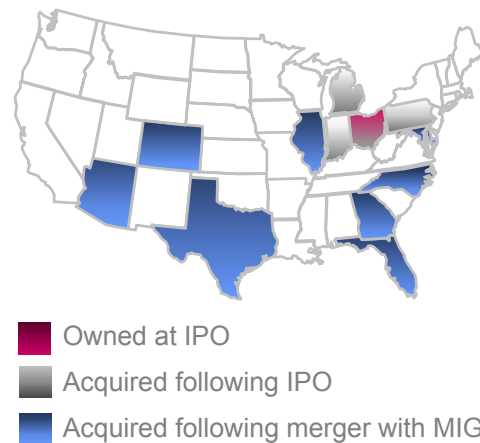 Owned at IPO
Acquired following IPO
Acquired following merger with MIG